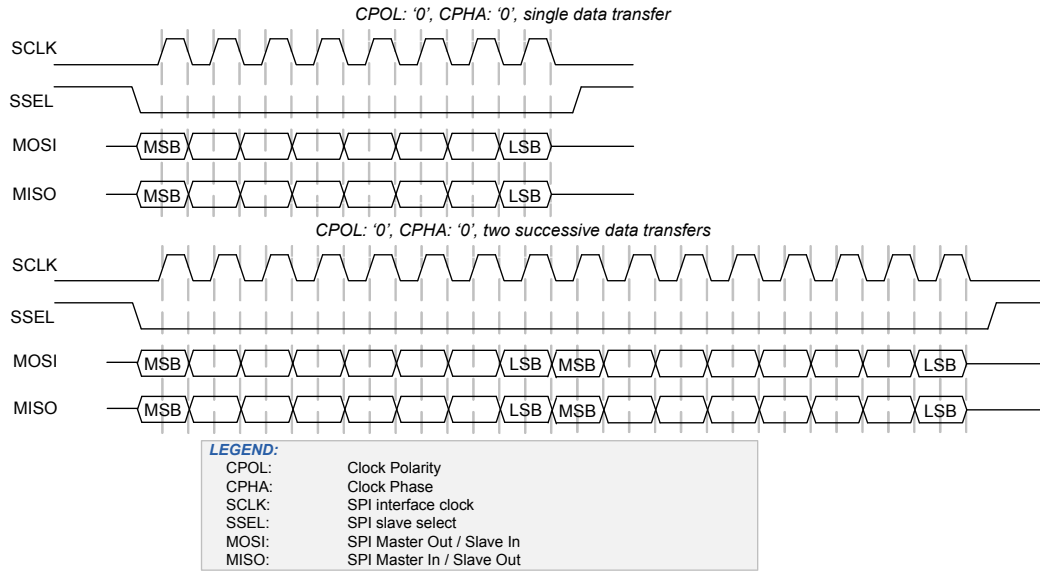 CPOL: ‘0’, CPHA: ‘0’, single data transfer
SCLK
SSEL
MOSI MSB LSB
MISO MSB LSB
CPOL: ‘0’, CPHA: ‘0’, two successive data transfers
SCLK
SSEL
MOSI MSB LSB MSB LSB
MISO MSB LSB MSB LSB
LEGEND:
CPOL: Clock Polarity
CPHA: Clock Phase
SCLK: SPI interface clock
SSEL: SPI slave select
MOSI: SPI Master Out / Slave In
MISO: SPI Master In / Slave Out